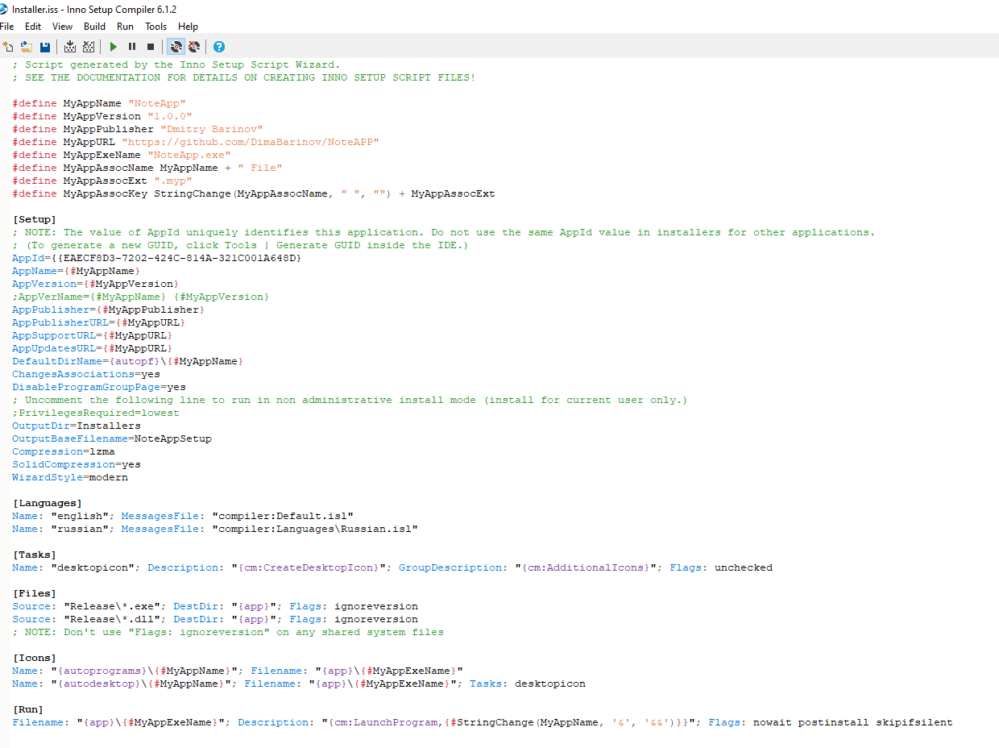 Installer.iss - Inno Setup Compiler 6.1.2
File Edit View Build Run Tools Help
; Script generated by the Inno Setup Script Wizard.
; SEE THE DOCUMENTATION FOR DETAILS ON CREATING INNO SETUP SCRIPT FILES!
#define MyAppName "NoteApp"
#define MyAppVersion "1.0.0"
#define MyAppPublisher "Dmitry Barinov"
#define MyAppURL "https://github.com/DimaBarinov/NoteAPP"
#define MyAppExeName "NoteApp.exe"
#define MyAppAssocName MyAppName + " File"
#define MyAppAssocExt ".myp"
#define MyAppAssocKey StringChange(MyAppAssocName, " ", "") + MyAppAssocExt
[Setup]
; NOTE: The value of AppId uniquely identifies this application. Do not use the same AppId value in installers for other applications.
; (To generate a new GUID, click Tools | Generate GUID inside the IDE.)
AppId={{EAECF8D3-7202-424C-814A-321C001A648D}
AppName={#MyAppName}
AppVersion={#MyAppVersion}
;AppVerName={#MyAppName} {#MyAppVersion}
AppPublisher={#MyAppPublisher}
AppPublisherURL={#MyAppURL}
AppSupportURL={#MyAppURL}
AppUpdatesURL={#MyAppURL}
DefaultDirName={autopf}\{#MyAppName}
ChangesAssociations=yes
DisableProgramGroupPage=yes
; Uncomment the following line to run in non administrative install mode (install for current user only.)
;PrivilegesRequired=lowest
OutputDir=Installers
OutputBaseFilename=NoteAppSetup
Compression=lzma
SolidCompression=yes
WizardStyle=modern
[Languages]
Name: "english"; MessagesFile: "compiler:Default.isl"
Name: "russian"; MessagesFile: "compiler:Languages\Russian.isl"
[Tasks]
Name: "desktopicon"; Description: "{cm:CreateDesktopIcon}"; GroupDescription: "{cm:AdditionalIcons}"; Flags: unchecked
[Files]
Source: "Release\*.exe"; DestDir: "{app}"; Flags: ignoreversion
Source: "Release\*.dll"; DestDir: "{app}"; Flags: ignoreversion
; NOTE: Don't use "Flags: ignoreversion" on any shared system files
[Icons]
Name: "{autoprograms}\{#MyAppName}"; Filename: "{app}\{#MyAppExeName}"
Name: "{autodesktop}\{#MyAppName}"; Filename: "{app}\{#MyAppExeName}"; Tasks: desktopicon
[Run]
Filename: "{app}\{#MyAppExeName}"; Description: "{cm:LaunchProgram,{#StringChange(MyAppName, '&', '&&')}}"; Flags: nowait postinstall skipifsilent